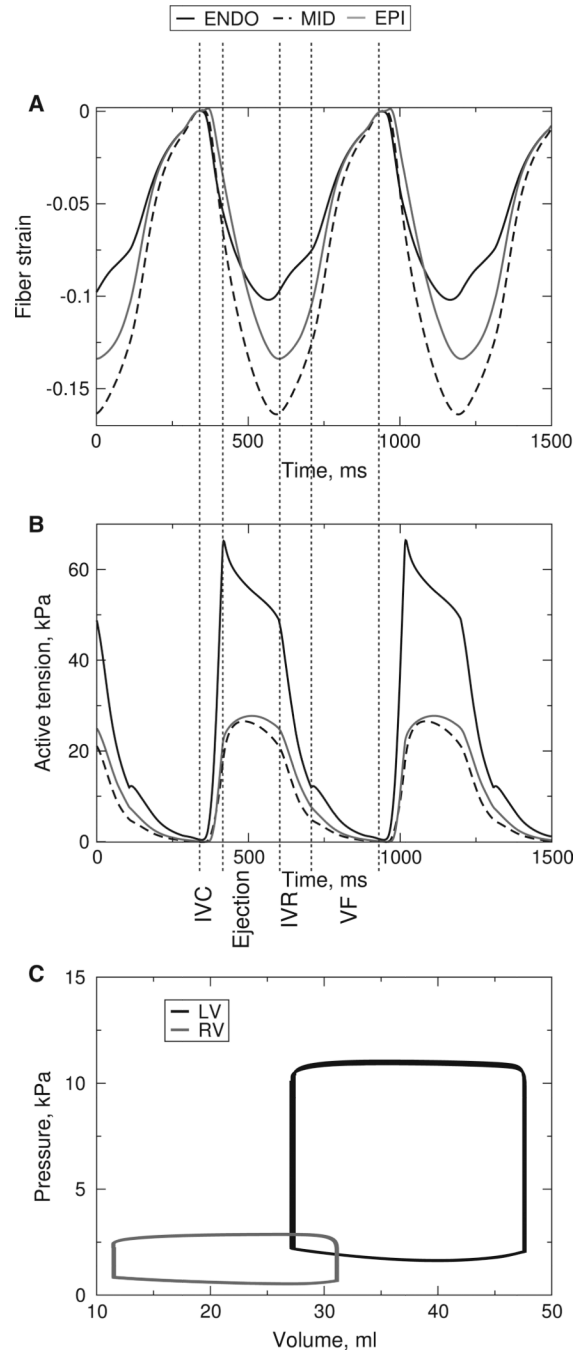 ENDO MID EPI
A
0
-0.05
-0.1
-0.15
Fiber strain
0 500 1000 1500
Time, ms
B
60
40
20
0
Active tension, kPa
0 500 1000 1500
Time, ms
IVC
Ejection
IVR
VF
C
LV
RV
15
10
5
0
Pressure, kPa
10 20 30 40 50
Volume, ml